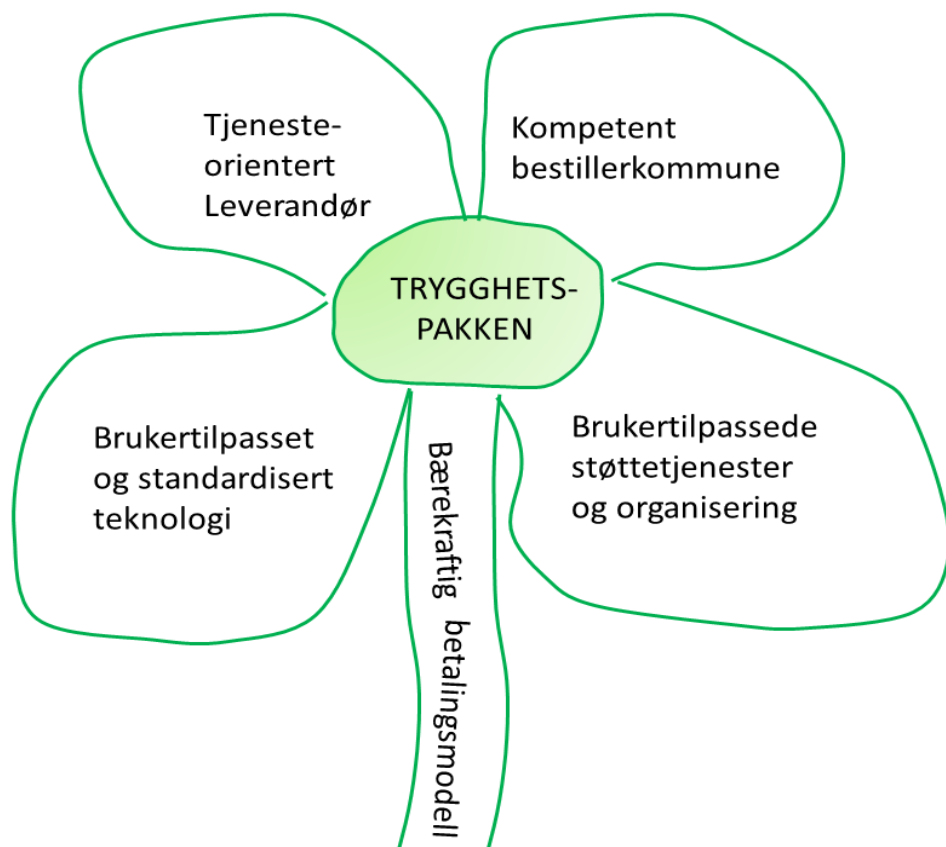 Tjeneste-
orientert
Leverandør
Kompetent
bestillerkommune
TRYGGHETS-
PAKKEN
Brukertilpasset
og standardisert
teknologi
Brukertilpassede
støttetjenester
og organisering
Bærekraftig betalingsmodell